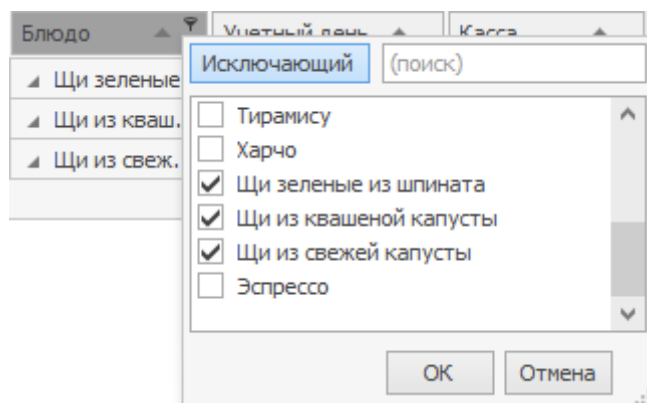 Блюдо Учетный день Касса
Исключающий (поиск)
Щи зеленые
Щи из кваш.
Щи из свеж.
Тирамису
Харчо
Щи зеленые из шпината
Щи из квашеной капусты
Щи из свежей капусты
Эспрессо
ОК Отмена